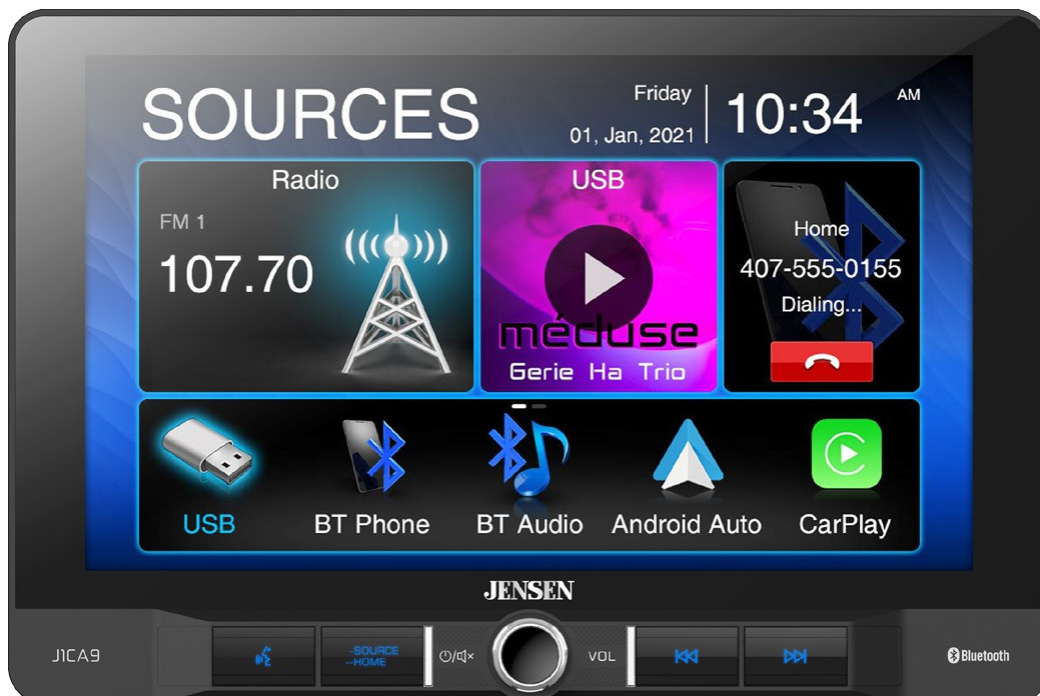 SOURCES
Friday
01, Jan, 2021
10:34
AM
Radio
FM 1
107.70
USB
méduse
Gerie Ha Trio
Home
407-555-0155
Dialing...
USB
BT Phone
BT Audio
Android Auto
CarPlay
JENSEN
J1CA9
-SOURCE
--HOME
VOL
Bluetooth